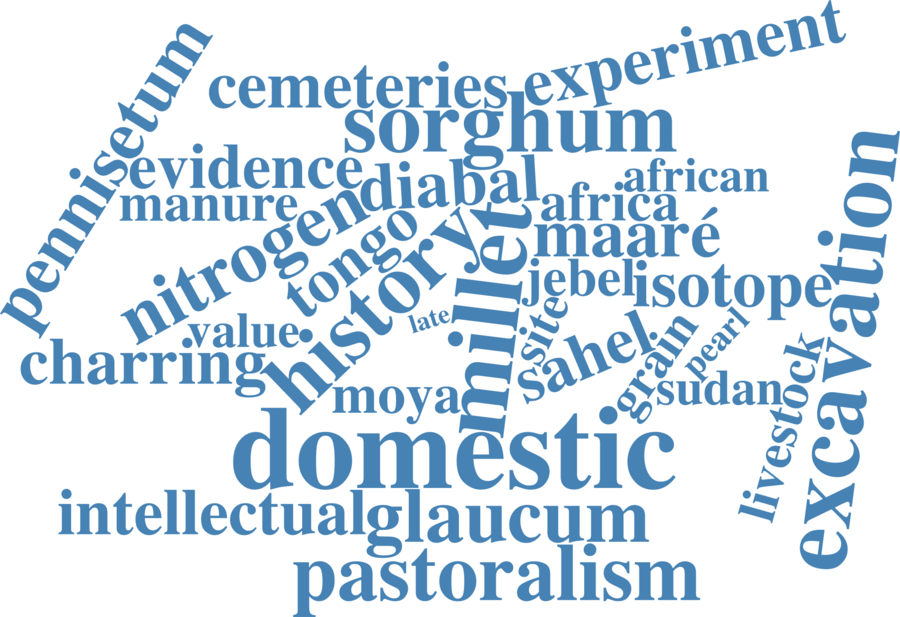 experiment
cemeteries
pennisetum
sorghum
evidence
diabal
african
manure
africa
nitrogen
tongo
history
millet
maaré
excavation
jebel
isotope
value
late
site
sahel
grain
pearl
charring
livestock
moya
sudan
domestic
intellectual
glaucum
pastoralism